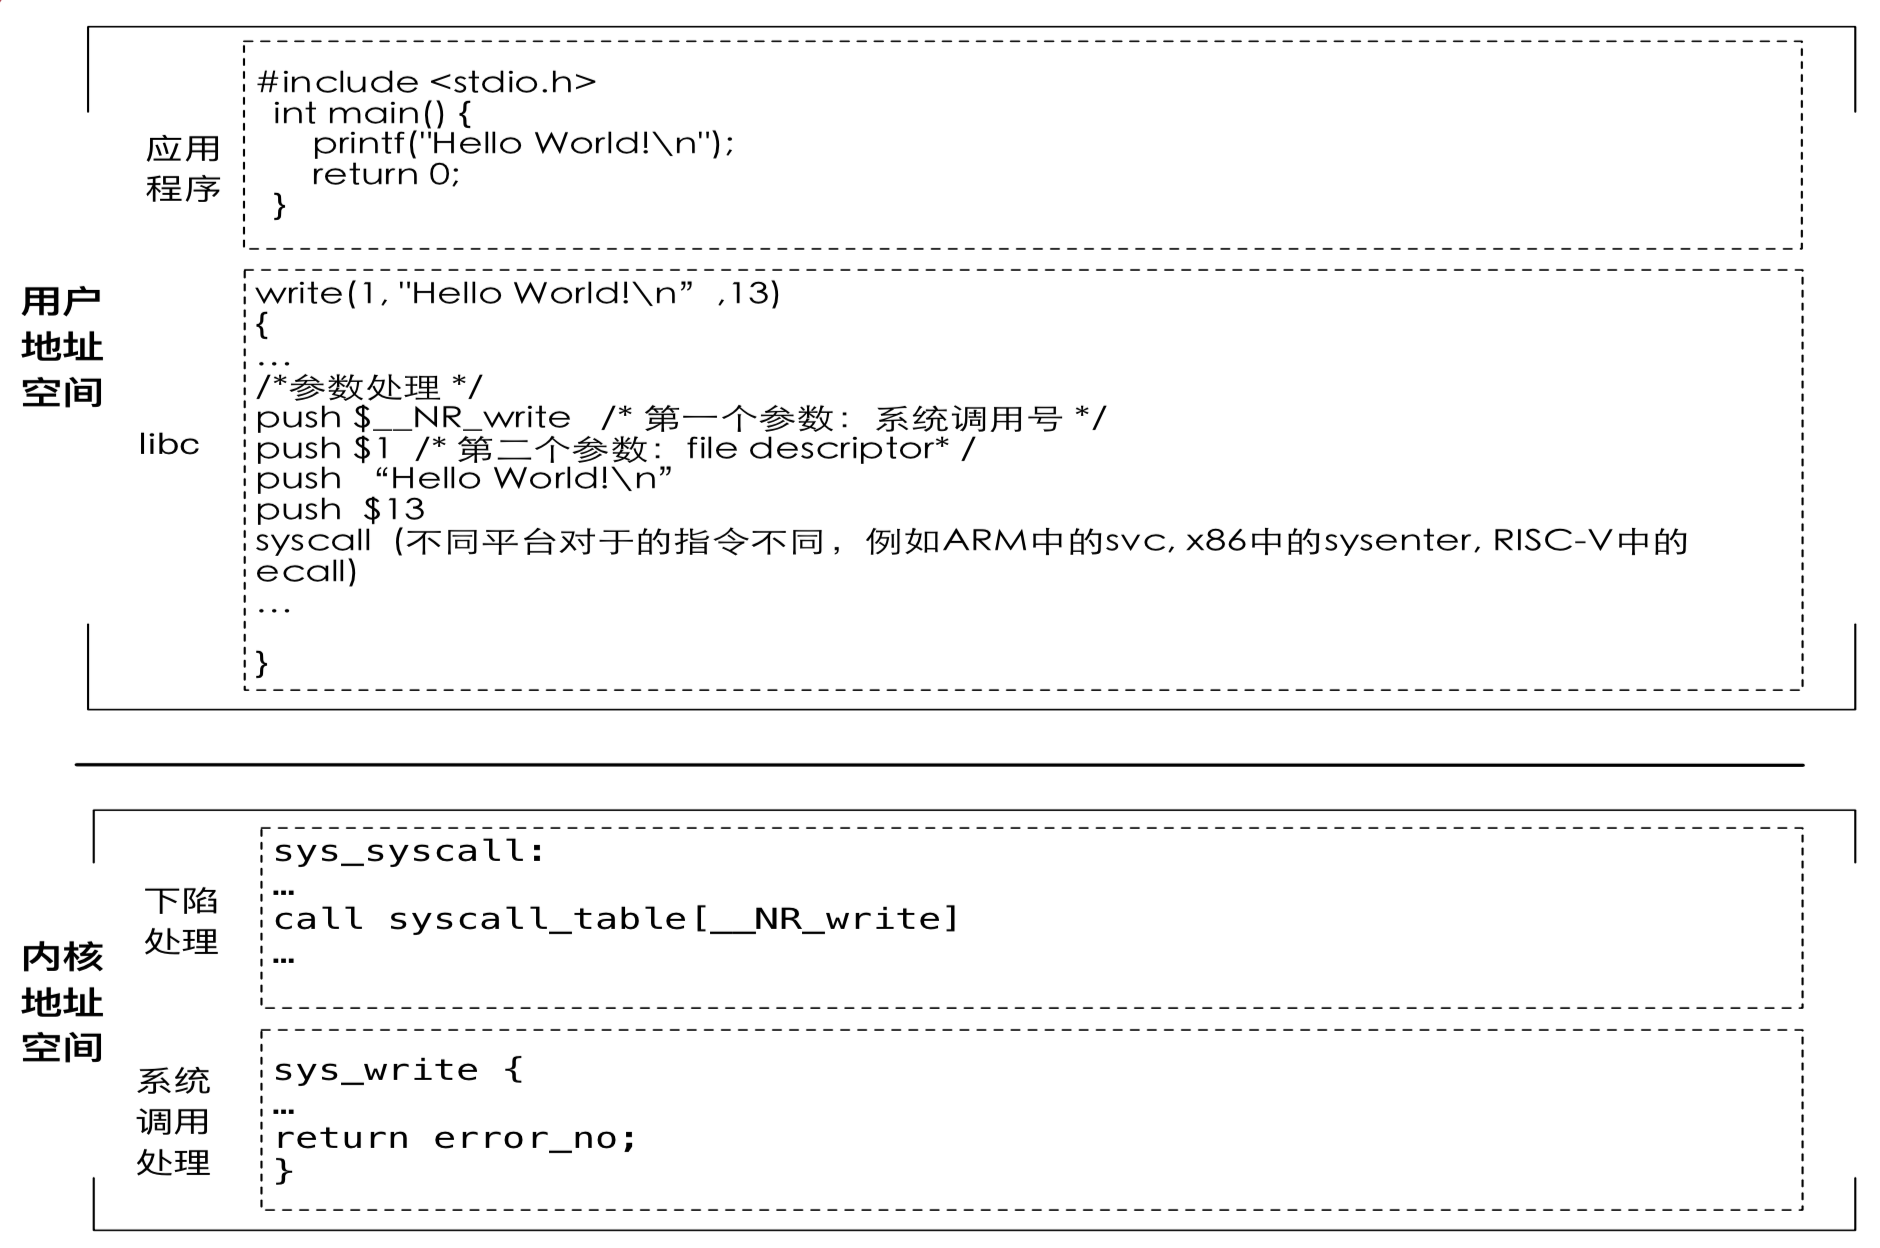 #include <stdio.h>
int main() {
printf("Hello World!\n");
return 0;
}
应用
程序
用户
地址
空间
write(1, "Hello World!\n” ,13)
{
...
/*参数处理 */
push $__NR_write /* 第一个参数：系统调用号 */
push $1 /* 第二个参数：file descriptor* /
push “Hello World!\n”
push $13
syscall (不同平台对于的指令不同，例如ARM中的svc, x86中的sysenter, RISC-V中的
ecall)
...
}
libc
sys_syscall:
…
call syscall_table[__NR_write]
…
下陷
处理
内核
地址
空间
sys_write {
…
return error_no;
}
系统
调用
处理